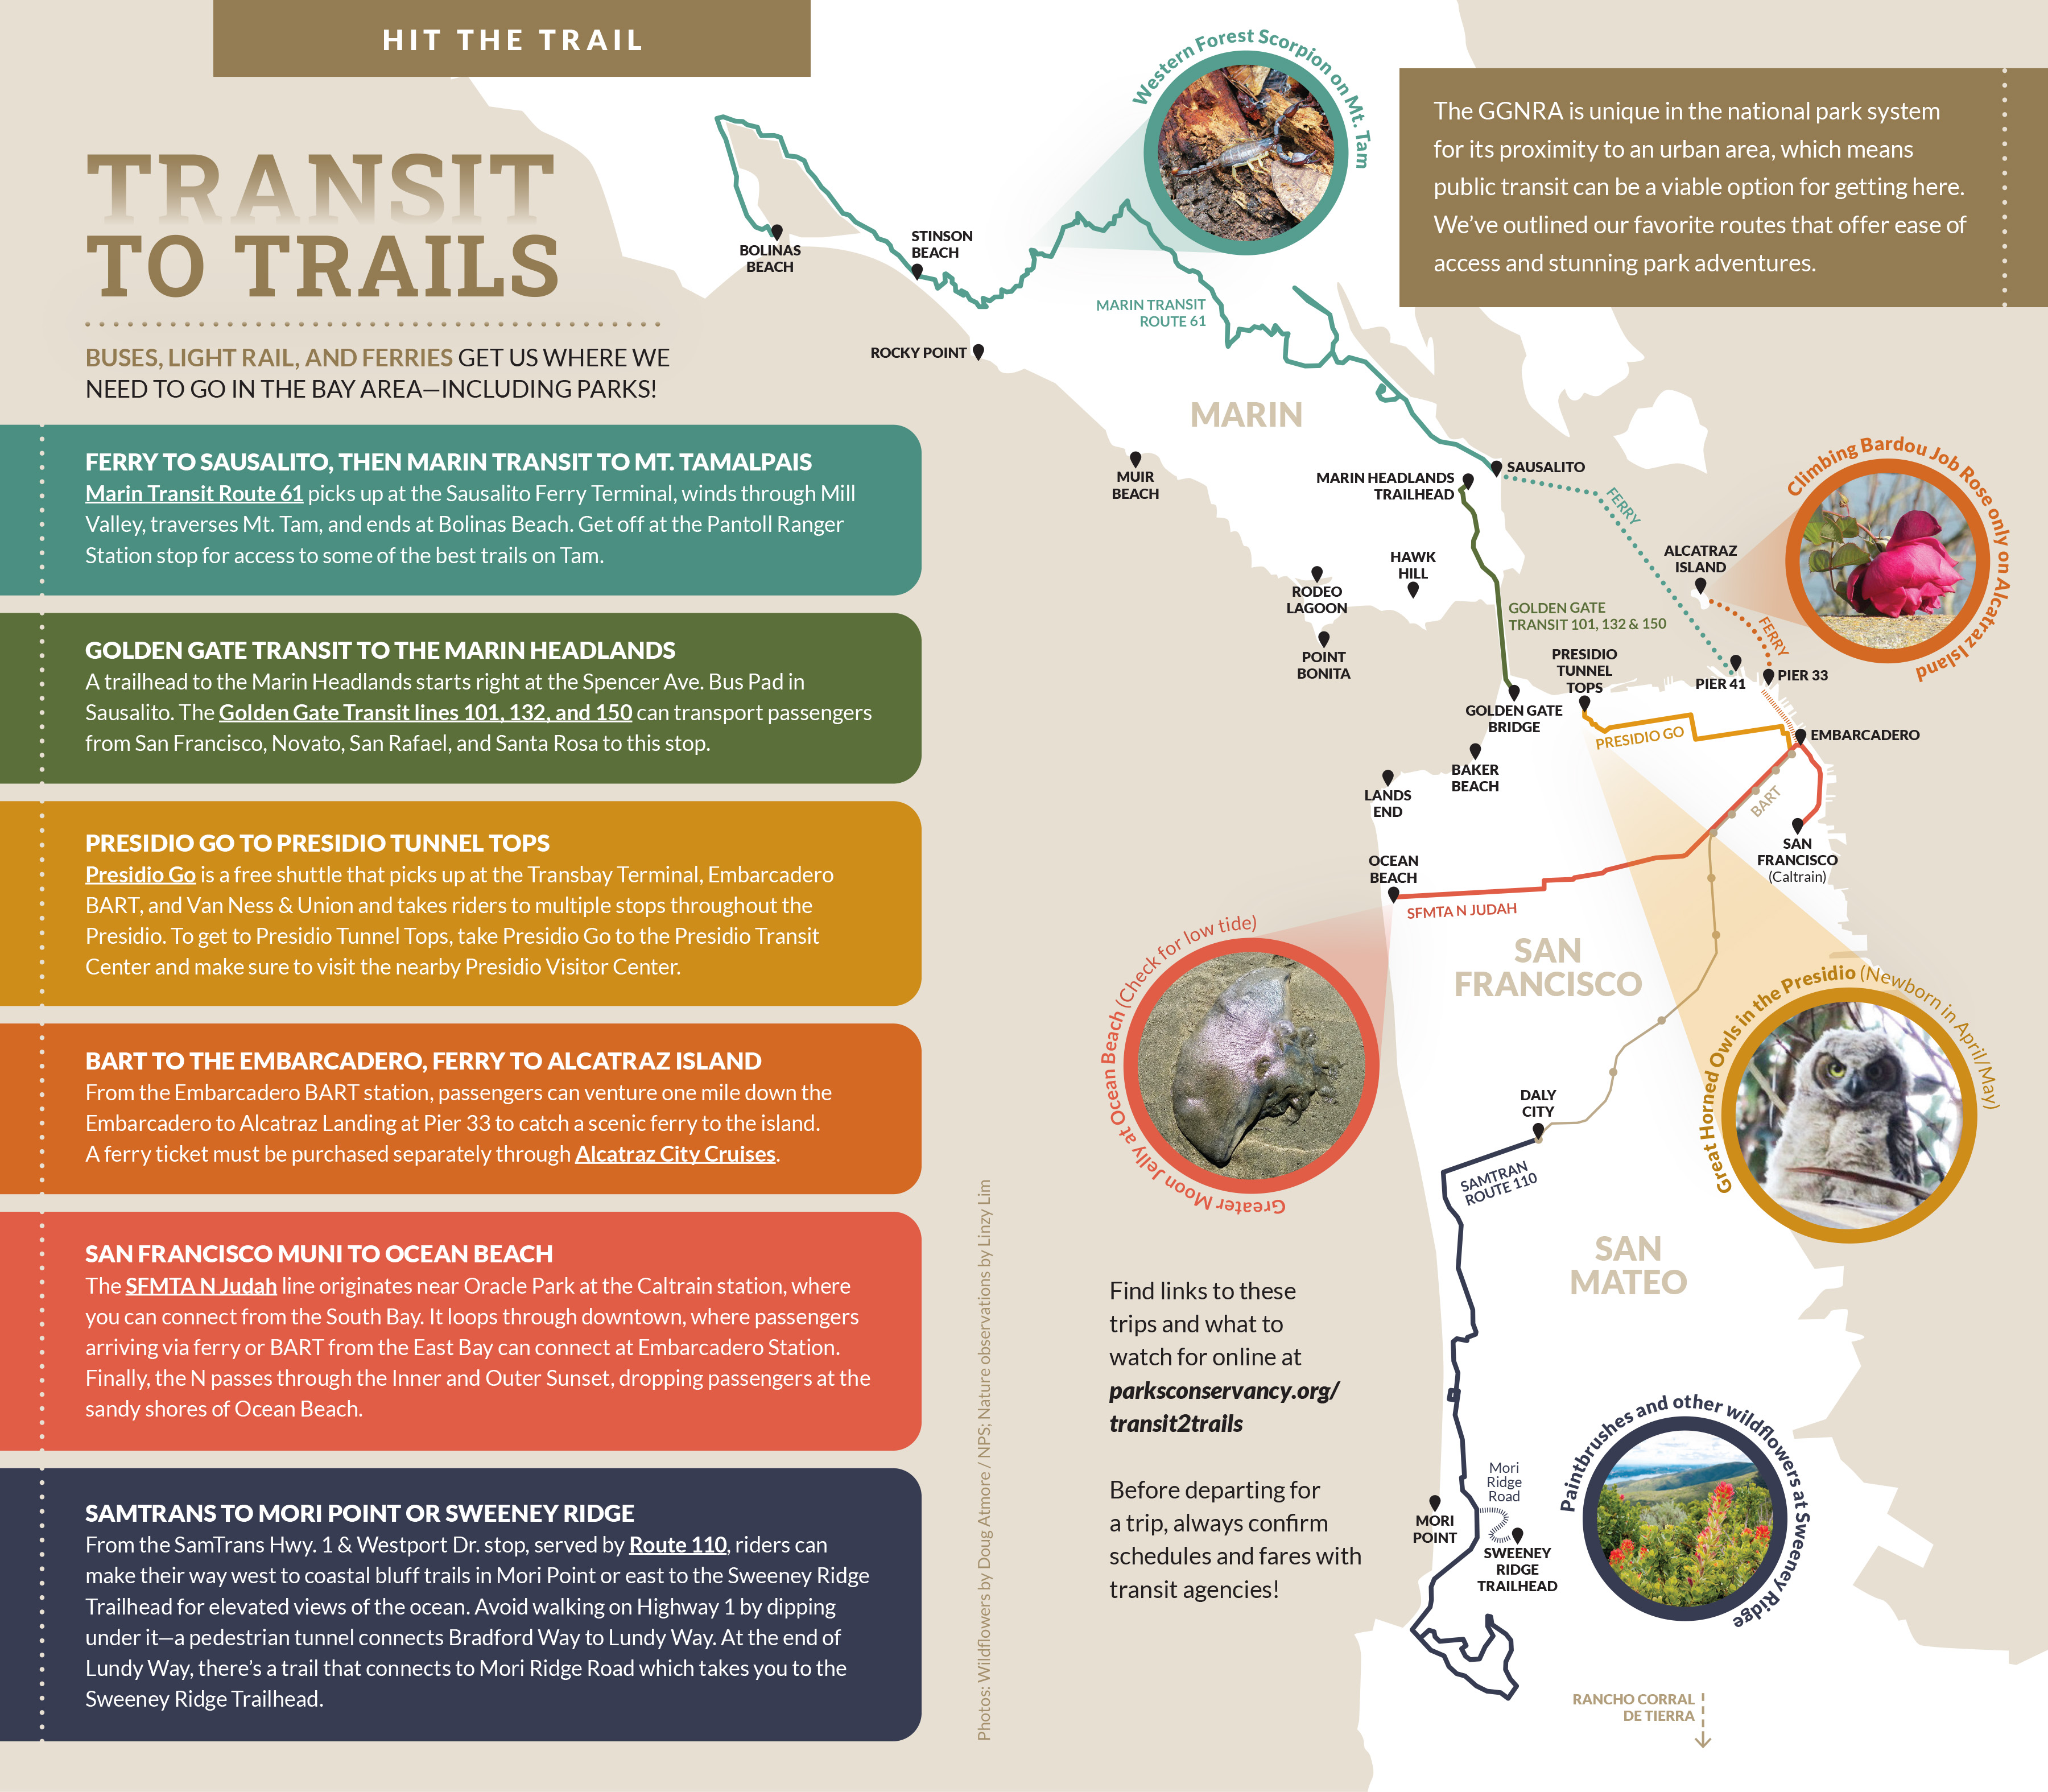 HIT THE TRAIL
TRANSIT
TO TRAILS
BUSES, LIGHT RAIL, AND FERRIES GET US WHERE WE
NEED TO GO IN THE BAY AREA—INCLUDING PARKS!
The GGNRA is unique in the national park system
for its proximity to an urban area, which means
public transit can be a viable option for getting here.
We've outlined our favorite routes that offer ease of
access and stunning park adventures.
FERRY TO SAUSALITO, THEN MARIN TRANSIT TO MT. TAMALPAIS
Marin Transit Route 61 picks up at the Sausalito Ferry Terminal, winds through Mill
Valley, traverses Mt. Tam, and ends at Bolinas Beach. Get off at the Pantoll Ranger
Station stop for access to some of the best trails on Tam.
GOLDEN GATE TRANSIT TO THE MARIN HEADLANDS
A trailhead to the Marin Headlands starts right at the Spencer Ave. Bus Pad in
Sausalito. The Golden Gate Transit lines 101, 132, and 150 can transport passengers
from San Francisco, Novato, San Rafael, and Santa Rosa to this stop.
PRESIDIO GO TO PRESIDIO TUNNEL TOPS
Presidio Go is a free shuttle that picks up at the Transbay Terminal, Embarcadero
BART, and Van Ness & Union and takes riders to multiple stops throughout the
Presidio. To get to Presidio Tunnel Tops, take Presidio Go to the Presidio Transit
Center and make sure to visit the nearby Presidio Visitor Center.
BART TO THE EMBARCADERO, FERRY TO ALCATRAZ ISLAND
From the Embarcadero BART station, passengers can venture one mile down the
Embarcadero to Alcatraz Landing at Pier 33 to catch a scenic ferry to the island.
A ferry ticket must be purchased separately through Alcatraz City Cruises.
SAN FRANCISCO MUNI TO OCEAN BEACH
The SFMTA N Judah line originates near Oracle Park at the Caltrain station, where
you can connect from the South Bay. It loops through downtown, where passengers
arriving via ferry or BART from the East Bay can connect at Embarcadero Station.
Finally, the N passes through the Inner and Outer Sunset, dropping passengers at the
sandy shores of Ocean Beach.
SAMTRANS TO MORI POINT OR SWEENEY RIDGE
From the SamTrans Hwy. 1 & Westport Dr. stop, served by Route 110, riders can
make their way west to coastal bluff trails in Mori Point or east to the Sweeney Ridge
Trailhead for elevated views of the ocean. Avoid walking on Highway 1 by dipping
under it—a pedestrian tunnel connects Bradford Way to Lundy Way. At the end of
Lundy Way, there's a trail that connects to Mori Ridge Road which takes you to the
Sweeney Ridge Trailhead.
Photos: Wildflowers by Doug Atmore / NPS; Nature observations by Linzy Lim
Western Forest Scorpion on Mt. Tam
BOLINAS
BEACH
STINSON
BEACH
MARIN TRANSIT
ROUTE 61
ROCKY POINT
MARIN
MUIR
BEACH
MARIN HEADLANDS
TRAILHEAD
SAUSALITO
FERRY
Climbing Bardou Job Rose only on Alcatraz Island
ALCATRAZ
ISLAND
HAWK
HILL
RODEO
LAGOON
GOLDEN GATE
TRANSIT 101, 132 & 150
FERRY
POINT
BONITA
PRESIDIO
TUNNEL
TOPS
PIER 41
PIER 33
GOLDEN GATE
BRIDGE
PRESIDIO GO
EMBARCADERO
BAKER
BEACH
LANDS
END
BART
SAN
FRANCISCO
(Caltrain)
OCEAN
BEACH
SFMTA N JUDAH
SAN
FRANCISCO
Greater Moon Jelly at Ocean Beach (Check for low tide)
Great Horned Owls in the Presidio (Newborn in April/May)
DALY
CITY
SAMTRAN
ROUTE 110
SAN
MATEO
Find links to these
trips and what to
watch for online at
parksconservancy.org/
transit2trails
Before departing for
a trip, always confirm
schedules and fares with
transit agencies!
Paintbrushes and other wildflowers at Sweeney Ridge
Mori
Ridge
Road
MORI
POINT
SWEENEY
RIDGE
TRAILHEAD
RANCHO CORRAL
DE TIERRA